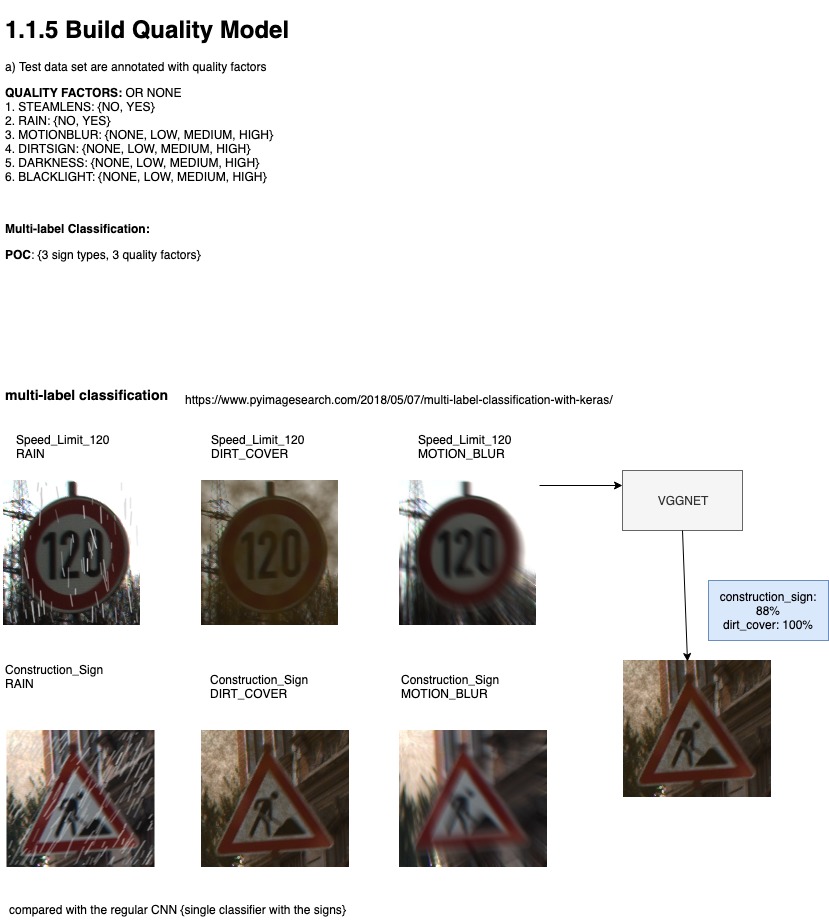 1.1.5 Build Quality Model
a) Test data set are annotated with quality factors
QUALITY FACTORS: OR NONE
1. STEAMLENS: {NO, YES}
2. RAIN: {NO, YES}
3. MOTIONBLUR: {NONE, LOW, MEDIUM, HIGH}
4. DIRTSIGN: {NONE, LOW, MEDIUM, HIGH}
5. DARKNESS: {NONE, LOW, MEDIUM, HIGH}
6. BLACKLIGHT: {NONE, LOW, MEDIUM, HIGH}
Multi-label Classification:
POC: {3 sign types, 3 quality factors}
multi-label classification
https://www.pyimagesearch.com/2018/05/07/multi-label-classification-with-keras/
Speed_Limit_120
RAIN
Speed_Limit_120
DIRT_COVER
Speed_Limit_120
MOTION_BLUR
120
120
120
VGGNET
construction_sign:
88%
dirt_cover: 100%
Construction_Sign
RAIN
Construction_Sign
DIRT_COVER
Construction_Sign
MOTION_BLUR
compared with the regular CNN {single classifier with the signs}